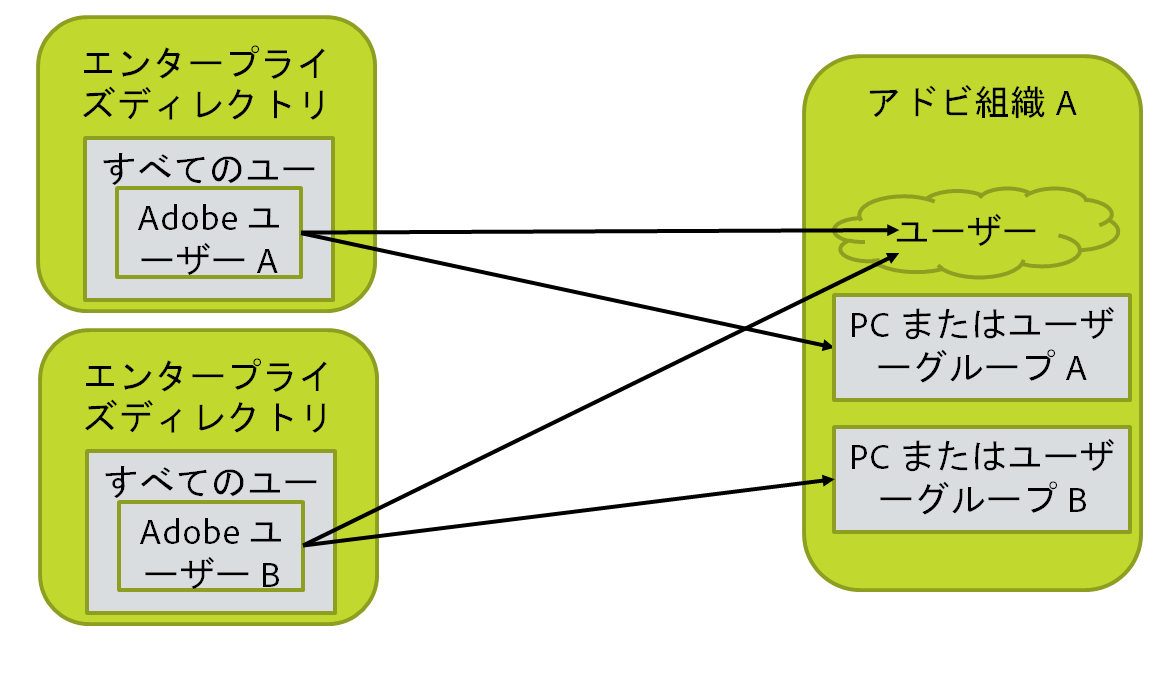 エンタープライ
ズディレクトリ
すべてのユー
Adobe ユ
ーザー A
エンタープライ
ズディレクトリ
すべてのユー
Adobe ユ
ーザー B
アドビ組織 A
ユーザー
PC またはユーザ
ーグループ A
PC またはユーザ
ーグループ B